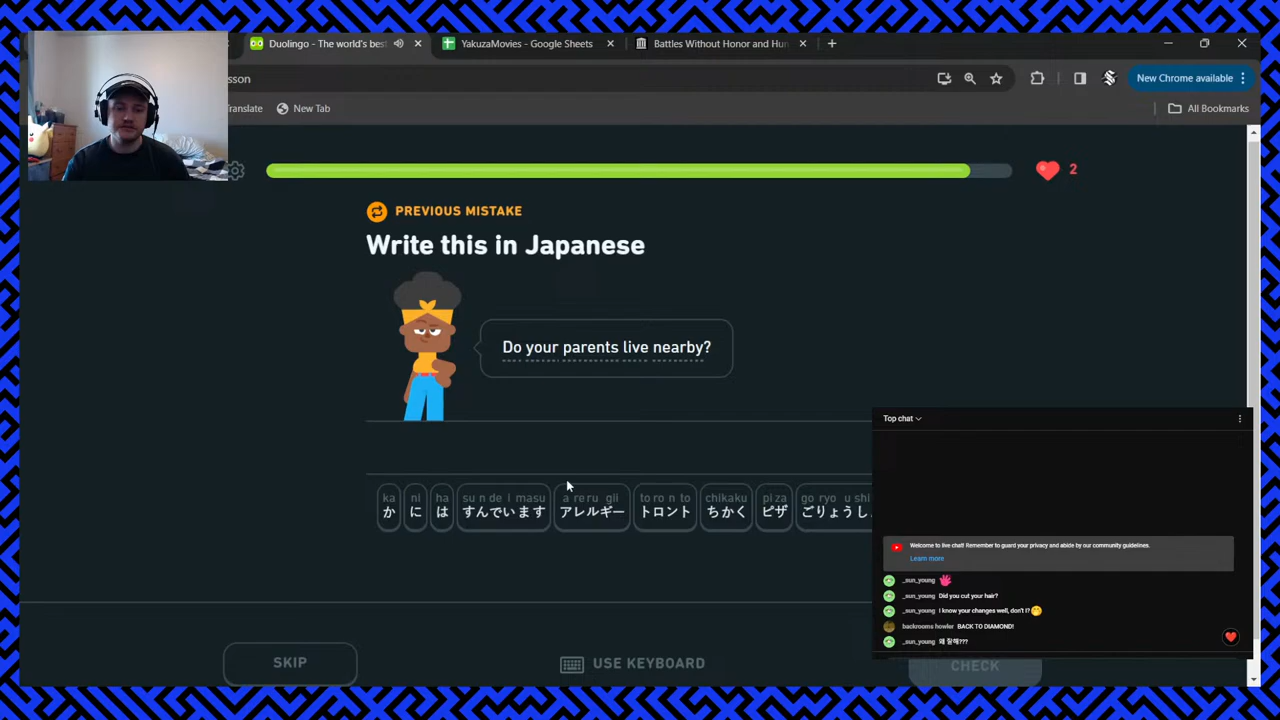 Duolingo - The world's best
YakuzaMovies - Google Sheets
Battles Without Honor and Hun
sson
New Chrome available
Translate
New Tab
All Bookmarks
2
PREVIOUS MISTAKE
Write this in Japanese
Do your parents live nearby?
Top chat
ka ni ha su n de i masu a re ru gii to ro n to chikaku pi za go ryo u shi
か に は すんでいます アレルギー トロント ちかく ピザ ごりょうし
Welcome to live chat! Remember to guard your privacy and abide by our community guidelines.
Learn more
_sun_young
_sun_young Did you cut your hair?
_sun_young I know your changes well, don't I?
backrooms howler BACK TO DIAMOND!
_sun_young 왜 잘해???
SKIP
USE KEYBOARD
CHECK